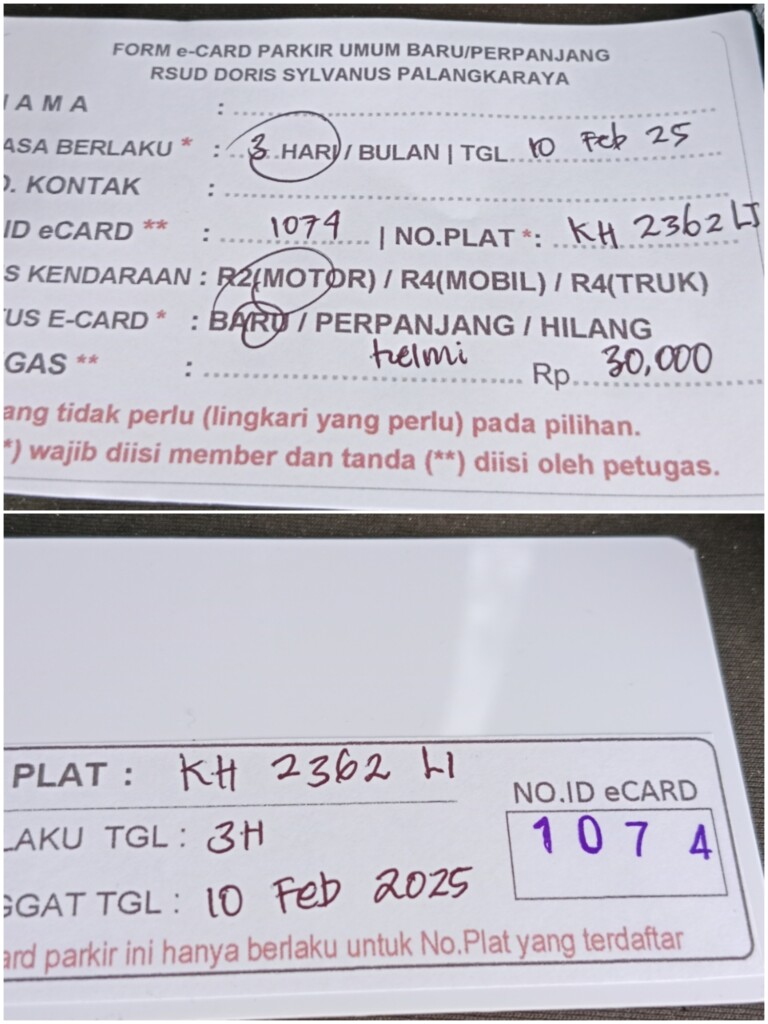 FORM e-CARD PARKIR UMUM BARU/PERPANJANG
RSUD DORIS SYLVANUS PALANGKARAYA
AMA :
ASA BERLAKU * : 3 HARI / BULAN | TGL 10 Feb 25
. KONTAK :
ID eCARD ** : 1074 | NO.PLAT *: KH 2362 LI
S KENDARAAN : R2(MOTOR) / R4(MOBIL) / R4(TRUK)
US E-CARD * : BARU / PERPANJANG / HILANG
GAS ** : helmi Rp. 30,000
ang tidak perlu (lingkari yang perlu) pada pilihan.
*) wajib diisi member dan tanda (**) diisi oleh petugas.
PLAT : KH 2362 LI
LAKU TGL : 3H
GGAT TGL : 10 Feb 2025
NO.ID eCARD
1074
ard parkir ini hanya berlaku untuk No.Plat yang terdaftar